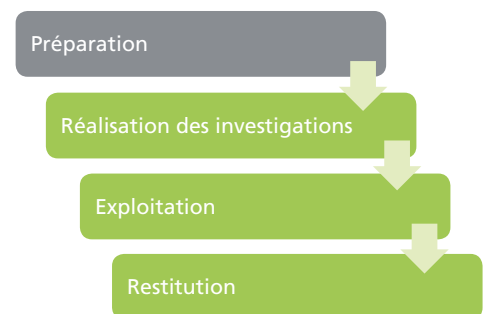 Préparation
Réalisation des investigations
Exploitation
Restitution